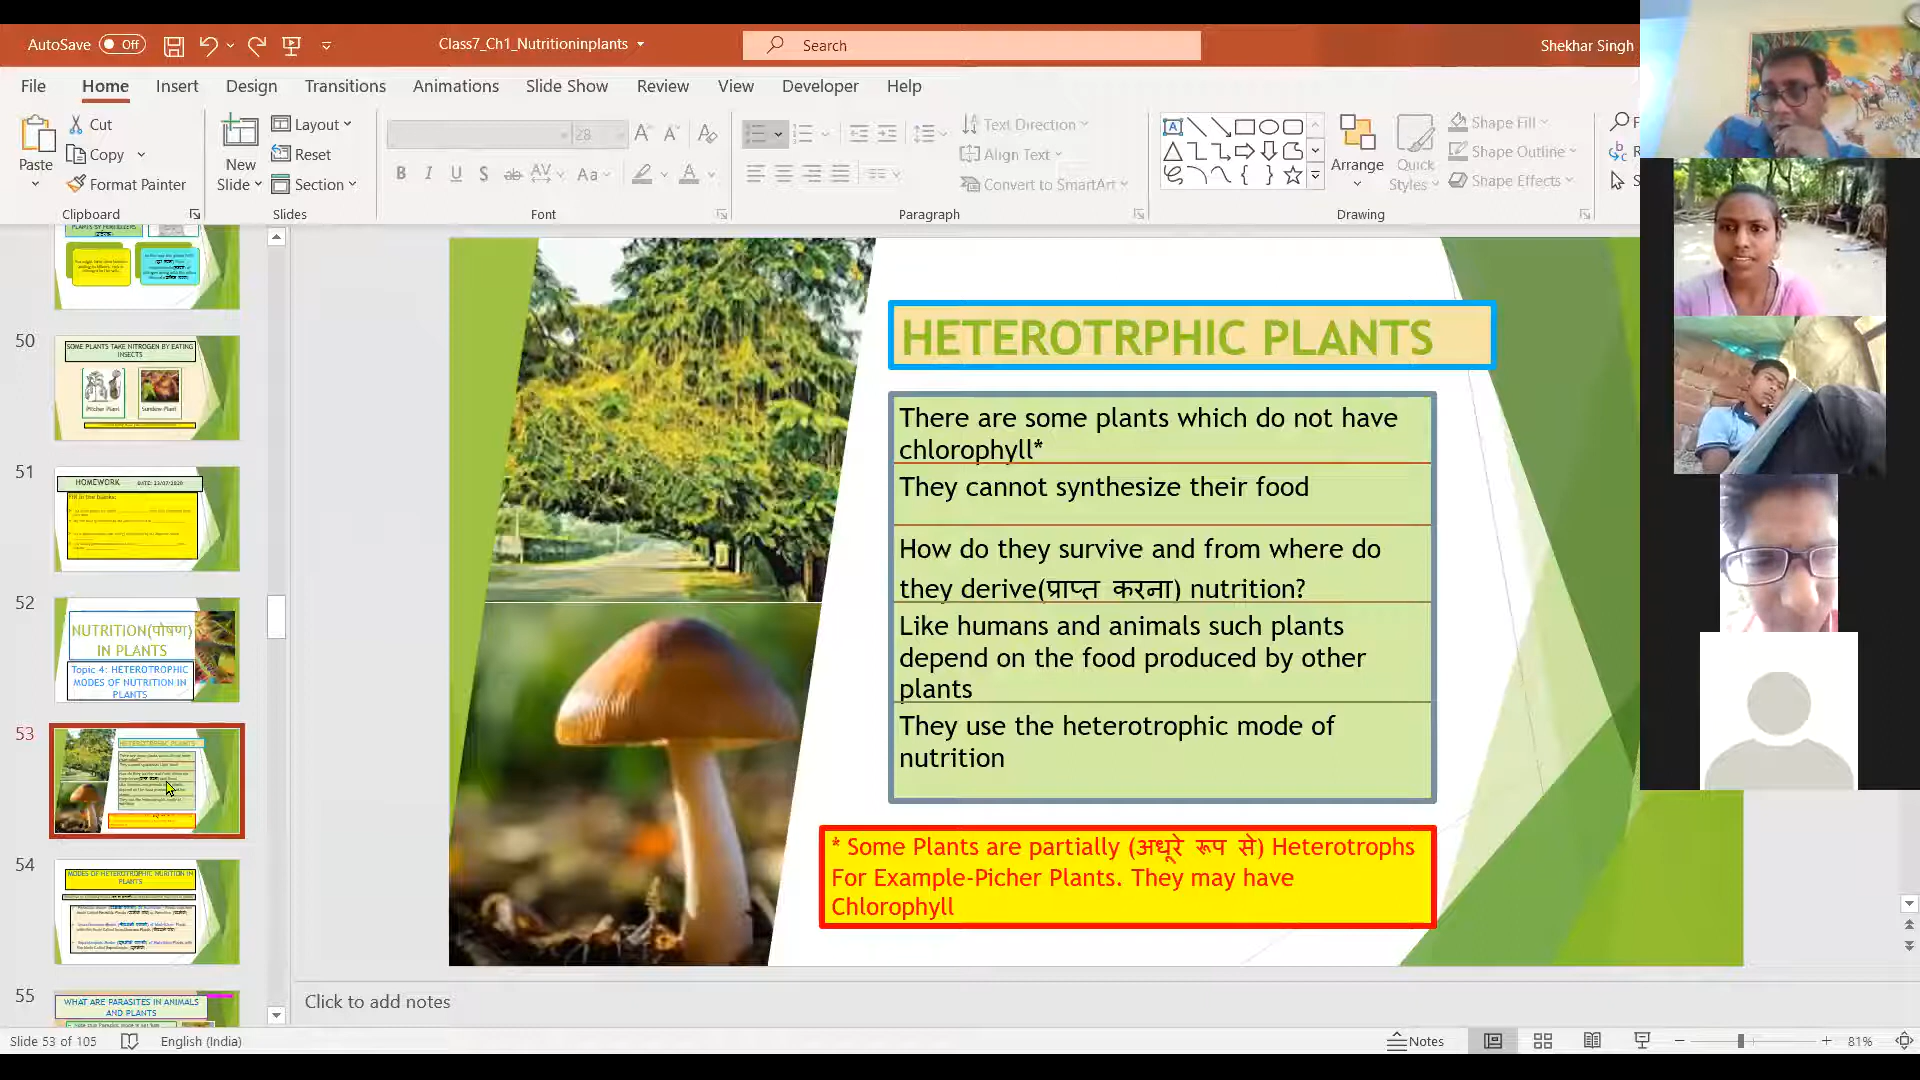 AutoSave Off
Class7_Ch1_Nutritioninplants
Search
Shekhar Singh
File Home Insert Design Transitions Animations Slide Show Review View Developer Help
Paste
Cut
Copy
Format Painter
Clipboard
New
Slide
Layout
Reset
Section
Slides
28
B I U S ab AV Aa A
Font
Text Direction
Align Text
Convert to SmartArt
Paragraph
Arrange
Quick
Styles
Shape Fill
Shape Outline
Shape Effects
Drawing
F
R
S
PLANTS BY FERTILIZERS
50
SOME PLANTS TAKE NITROGEN BY EATING
INSECTS
Pitcher Plant
Sundew Plant
51
HOMEWORK DATE: 23/07/2020
Fill in the blanks:
52
NUTRITION(पोषण)
IN PLANTS
Topic 4: HETEROTROPHIC
MODES OF NUTRITION IN
PLANTS
53
HETEROTRPHIC PLANTS
54
MODES OF HETEROTROPHIC NURITION IN
PLANTS
55
WHAT ARE PARASITES IN ANIMALS
AND PLANTS
HETEROTRPHIC PLANTS
There are some plants which do not have
chlorophyll*
They cannot synthesize their food
How do they survive and from where do
they derive(प्राप्त करना) nutrition?
Like humans and animals such plants
depend on the food produced by other
plants
They use the heterotrophic mode of
nutrition
* Some Plants are partially (अधूरे रूप से) Heterotrophs
For Example-Picher Plants. They may have
Chlorophyll
Click to add notes
Slide 53 of 105
English (India)
Notes
81%